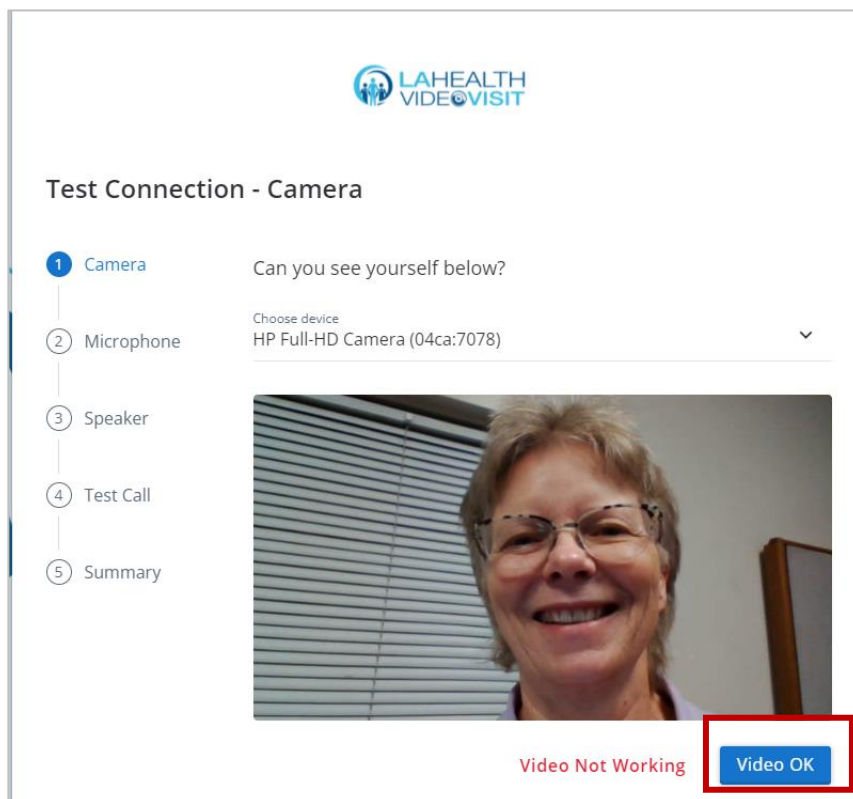 LAHEALTH
VIDEOVISIT
Test Connection - Camera
1 Camera
Can you see yourself below?
Choose device
HP Full-HD Camera (04ca:7078)
2 Microphone
3 Speaker
4 Test Call
5 Summary
Video Not Working
Video OK